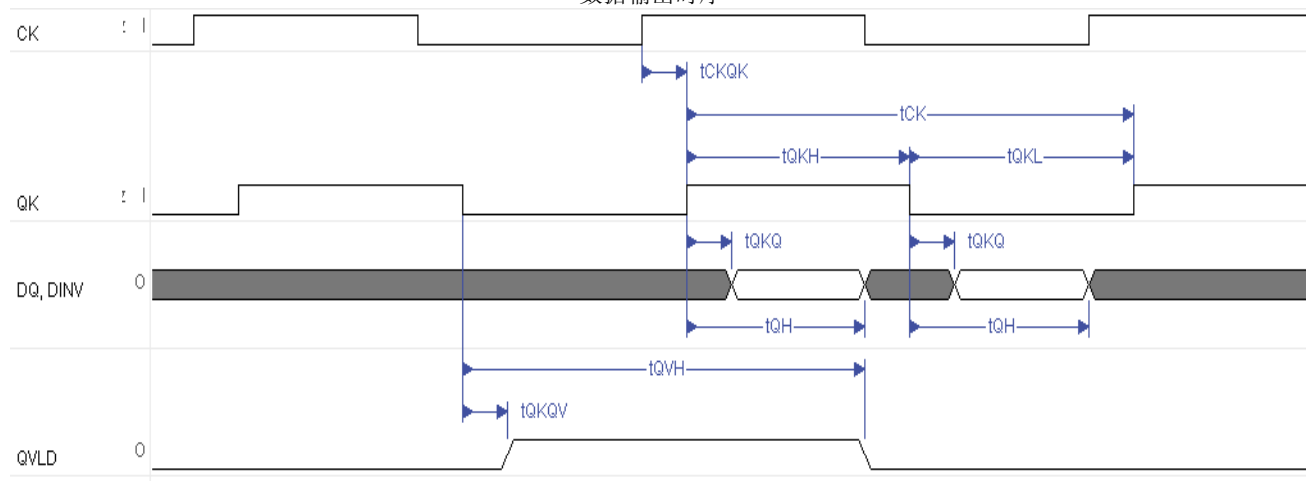 CK
tCKQK
tCK
tQKH
tQKL
QK
tQKQ
tQKQ
DQ, DINV
0
tQH
tQH
tQVH
tQKQV
QVLD
0